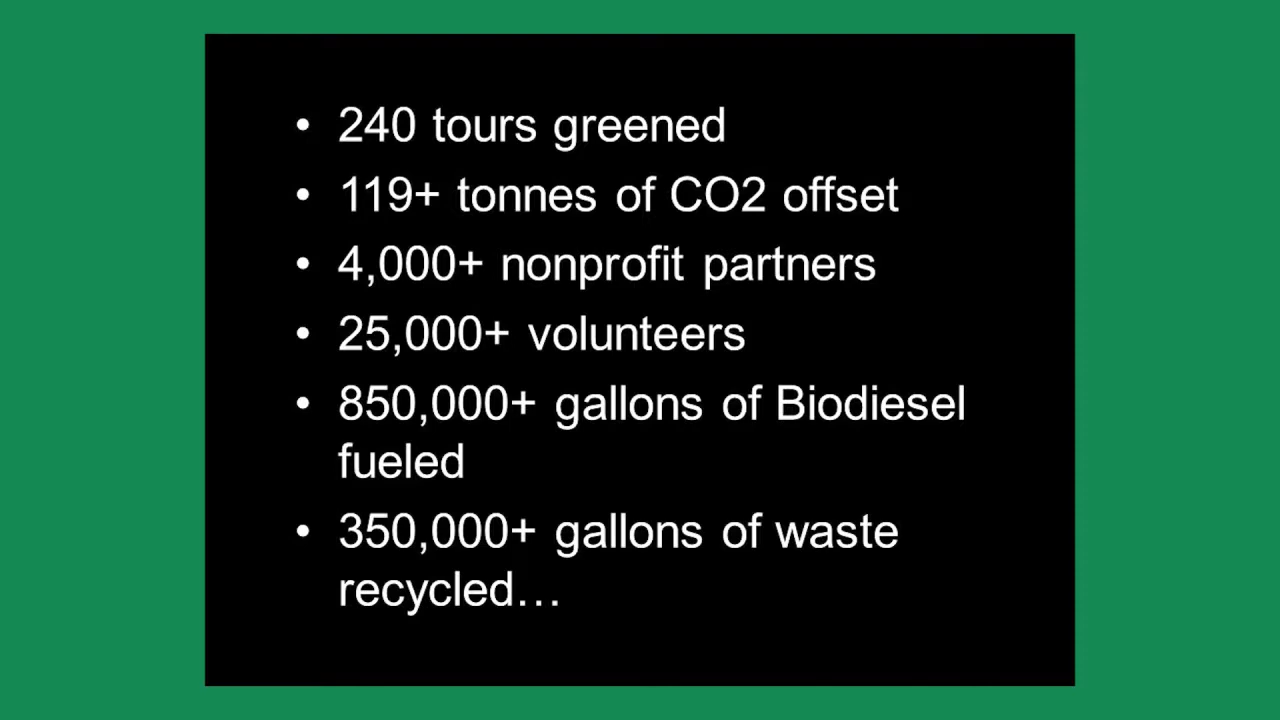 • 240 tours greened
• 119+ tonnes of CO2 offset
• 4,000+ nonprofit partners
• 25,000+ volunteers
• 850,000+ gallons of Biodiesel
fueled
• 350,000+ gallons of waste
recycled…